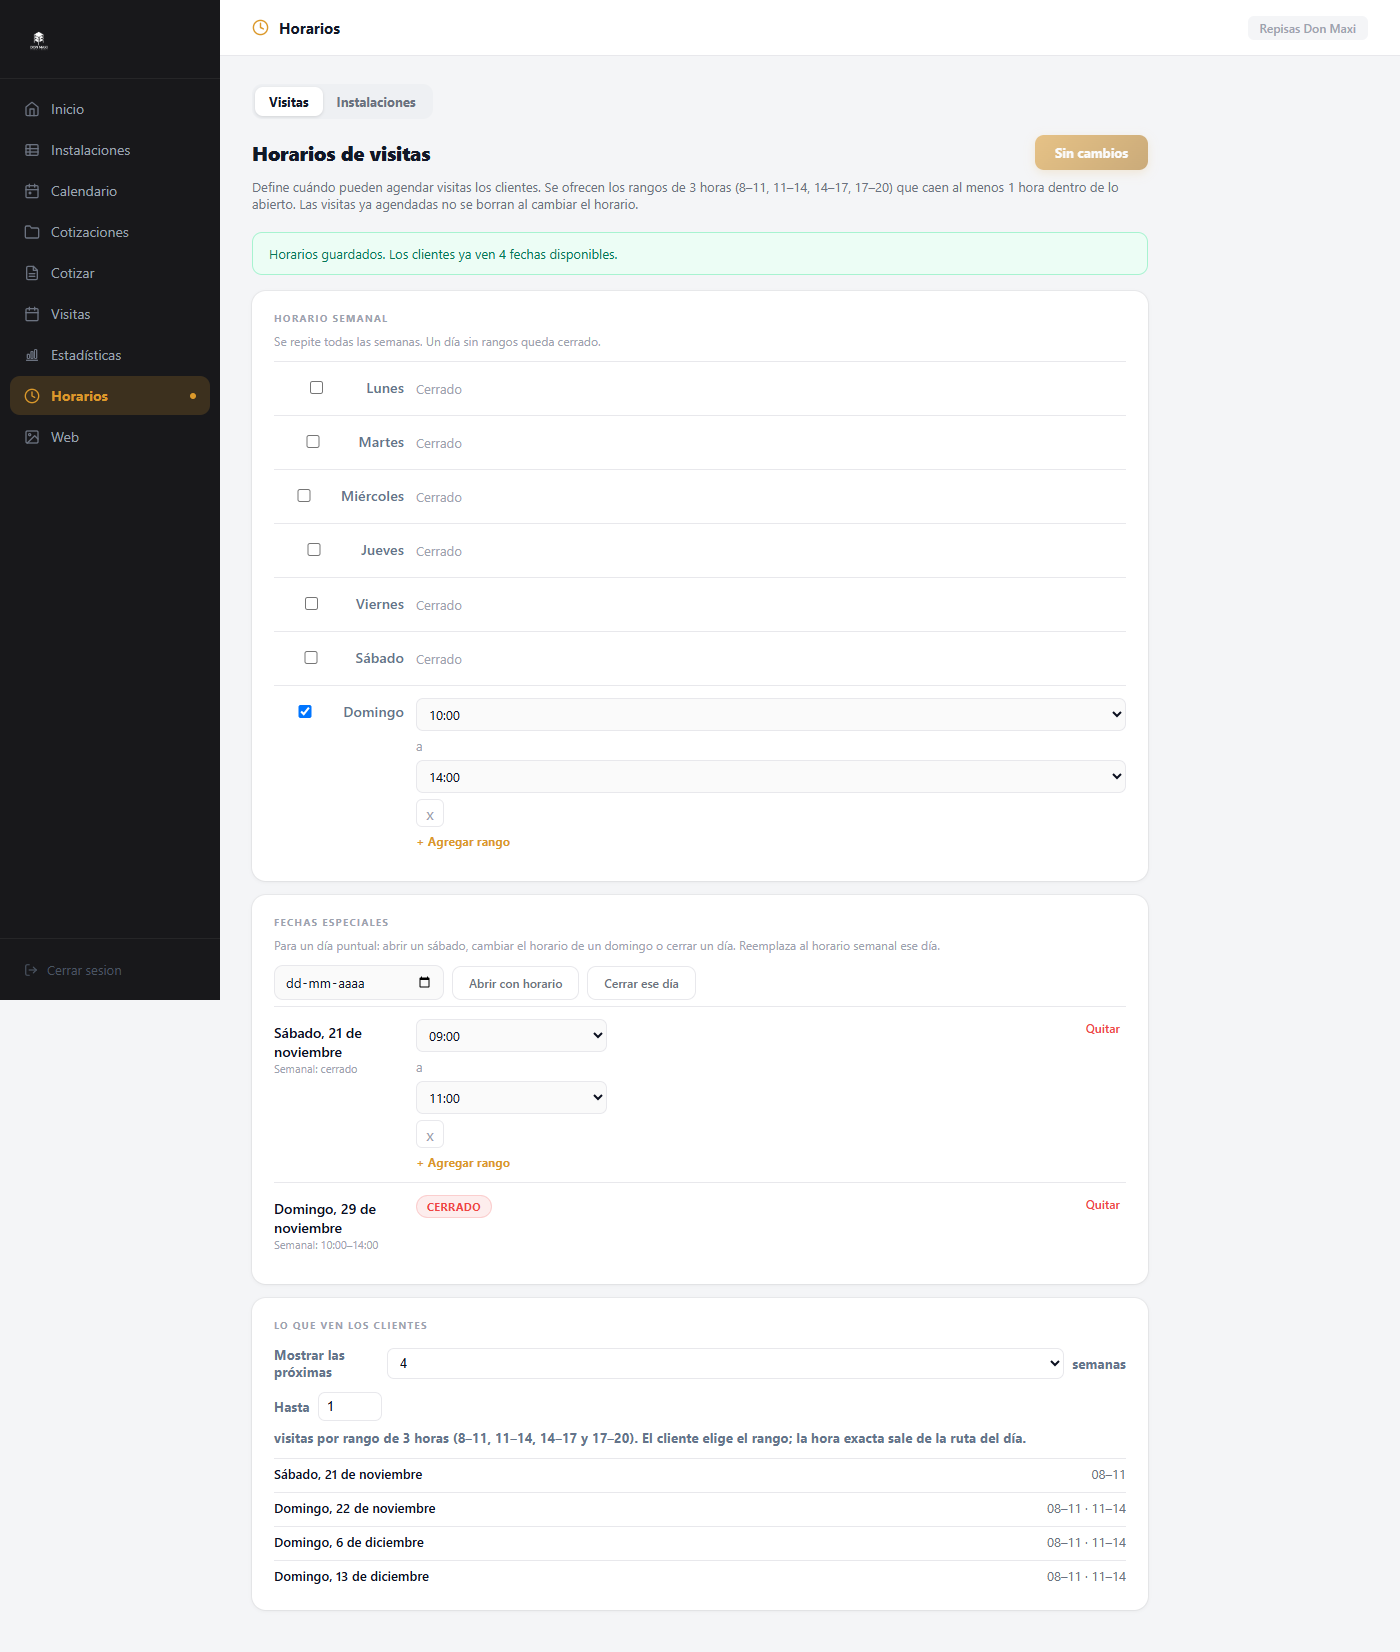 DON MAXI
Inicio
Instalaciones
Calendario
Cotizaciones
Cotizar
Visitas
Estadísticas
Horarios
Web
Cerrar sesion
Horarios
Repisas Don Maxi
Visitas
Instalaciones
Horarios de visitas
Sin cambios
Define cuándo pueden agendar visitas los clientes. Se ofrecen los rangos de 3 horas (8–11, 11–14, 14–17, 17–20) que caen al menos 1 hora dentro de lo
abierto. Las visitas ya agendadas no se borran al cambiar el horario.
Horarios guardados. Los clientes ya ven 4 fechas disponibles.
HORARIO SEMANAL
Se repite todas las semanas. Un día sin rangos queda cerrado.
Lunes Cerrado
Martes Cerrado
Miércoles Cerrado
Jueves Cerrado
Viernes Cerrado
Sábado Cerrado
Domingo 10:00
a
14:00
x
+ Agregar rango
FECHAS ESPECIALES
Para un día puntual: abrir un sábado, cambiar el horario de un domingo o cerrar un día. Reemplaza al horario semanal ese día.
dd-mm-aaaa
Abrir con horario
Cerrar ese día
Sábado, 21 de
noviembre
Semanal: cerrado
09:00
a
11:00
x
+ Agregar rango
Quitar
Domingo, 29 de
noviembre
Semanal: 10:00–14:00
CERRADO
Quitar
LO QUE VEN LOS CLIENTES
Mostrar las
próximas
4
semanas
Hasta 1
visitas por rango de 3 horas (8–11, 11–14, 14–17 y 17–20). El cliente elige el rango; la hora exacta sale de la ruta del día.
Sábado, 21 de noviembre 08–11
Domingo, 22 de noviembre 08–11 · 11–14
Domingo, 6 de diciembre 08–11 · 11–14
Domingo, 13 de diciembre 08–11 · 11–14